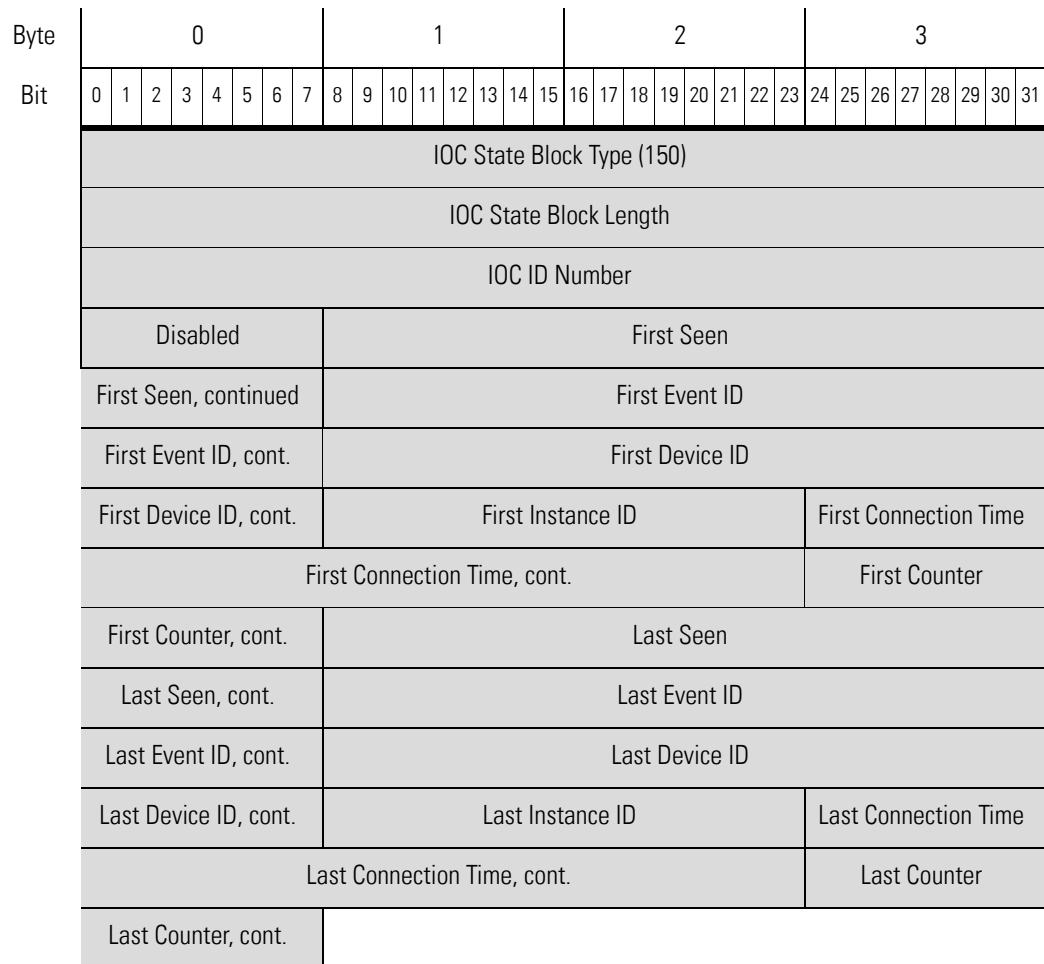 Byte 0 1 2 3
Bit 0 1 2 3 4 5 6 7 8 9 10 11 12 13 14 15 16 17 18 19 20 21 22 23 24 25 26 27 28 29 30 31
IOC State Block Type (150)
IOC State Block Length
IOC ID Number
Disabled First Seen
First Seen, continued First Event ID
First Event ID, cont. First Device ID
First Device ID, cont. First Instance ID First Connection Time
First Connection Time, cont. First Counter
First Counter, cont. Last Seen
Last Seen, cont. Last Event ID
Last Event ID, cont. Last Device ID
Last Device ID, cont. Last Instance ID Last Connection Time
Last Connection Time, cont. Last Counter
Last Counter, cont.